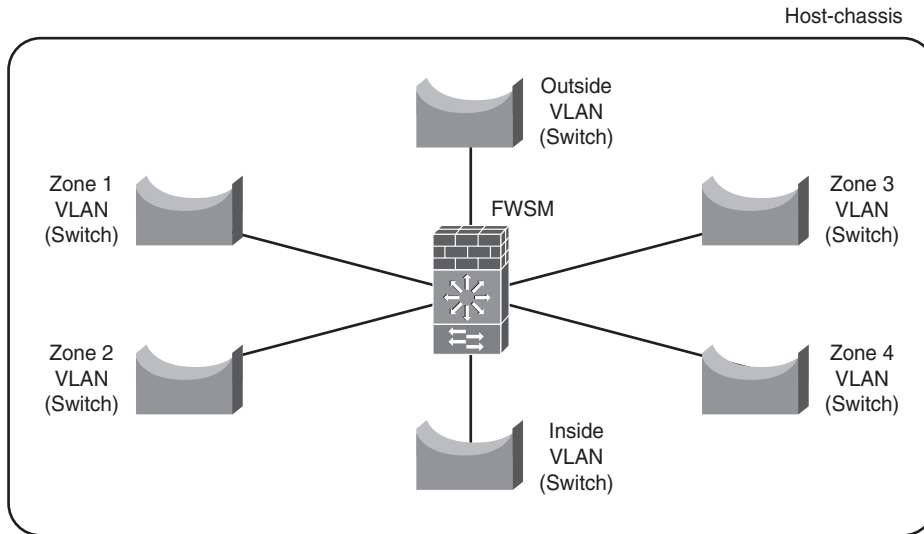 Host-chassis
Outside
VLAN
(Switch)
Zone 1
VLAN
(Switch)
FWSM
Zone 3
VLAN
(Switch)
Zone 2
VLAN
(Switch)
Zone 4
VLAN
(Switch)
Inside
VLAN
(Switch)